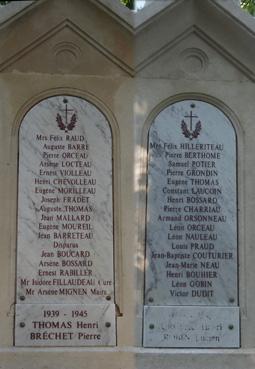 Mrs Félix RAUD
Auguste BARRE
Pierre ORCEAU
Arsène LOCTEAU
Ernest VIOLLEAU
Henri CHEVOLLEAU
Eugène MORILLEAU
Joseph FRADET
Auguste THOMAS
Jean MALLARD
Eugène MOUREIL
Jean BARRETEAU
Disparus
Jean BOUCARD
Arsène BOSSARD
Ernest RABILLER
Mr Isidore FILLAUDEAU Curé
Mr Arsène MIGNEN Maire
1939 - 1945
THOMAS Henri
BRÉCHET Pierre
Mrs Félix HILLERITEAU
Pierre BERTHOME
Samuel POTIER
Pierre GRONDIN
Eugène THOMAS
Constant
Henri BOSSARD
Pierre CHARRIAU
Armand ORSONNEAU
Léon ORCEAU
Léon NAULEAU
Louis PRAUD
Jean-Baptiste COUTURIER
Jean-Marie NEAU
Henri BOUHIER
Léon GOBIN
Victor DUDIT